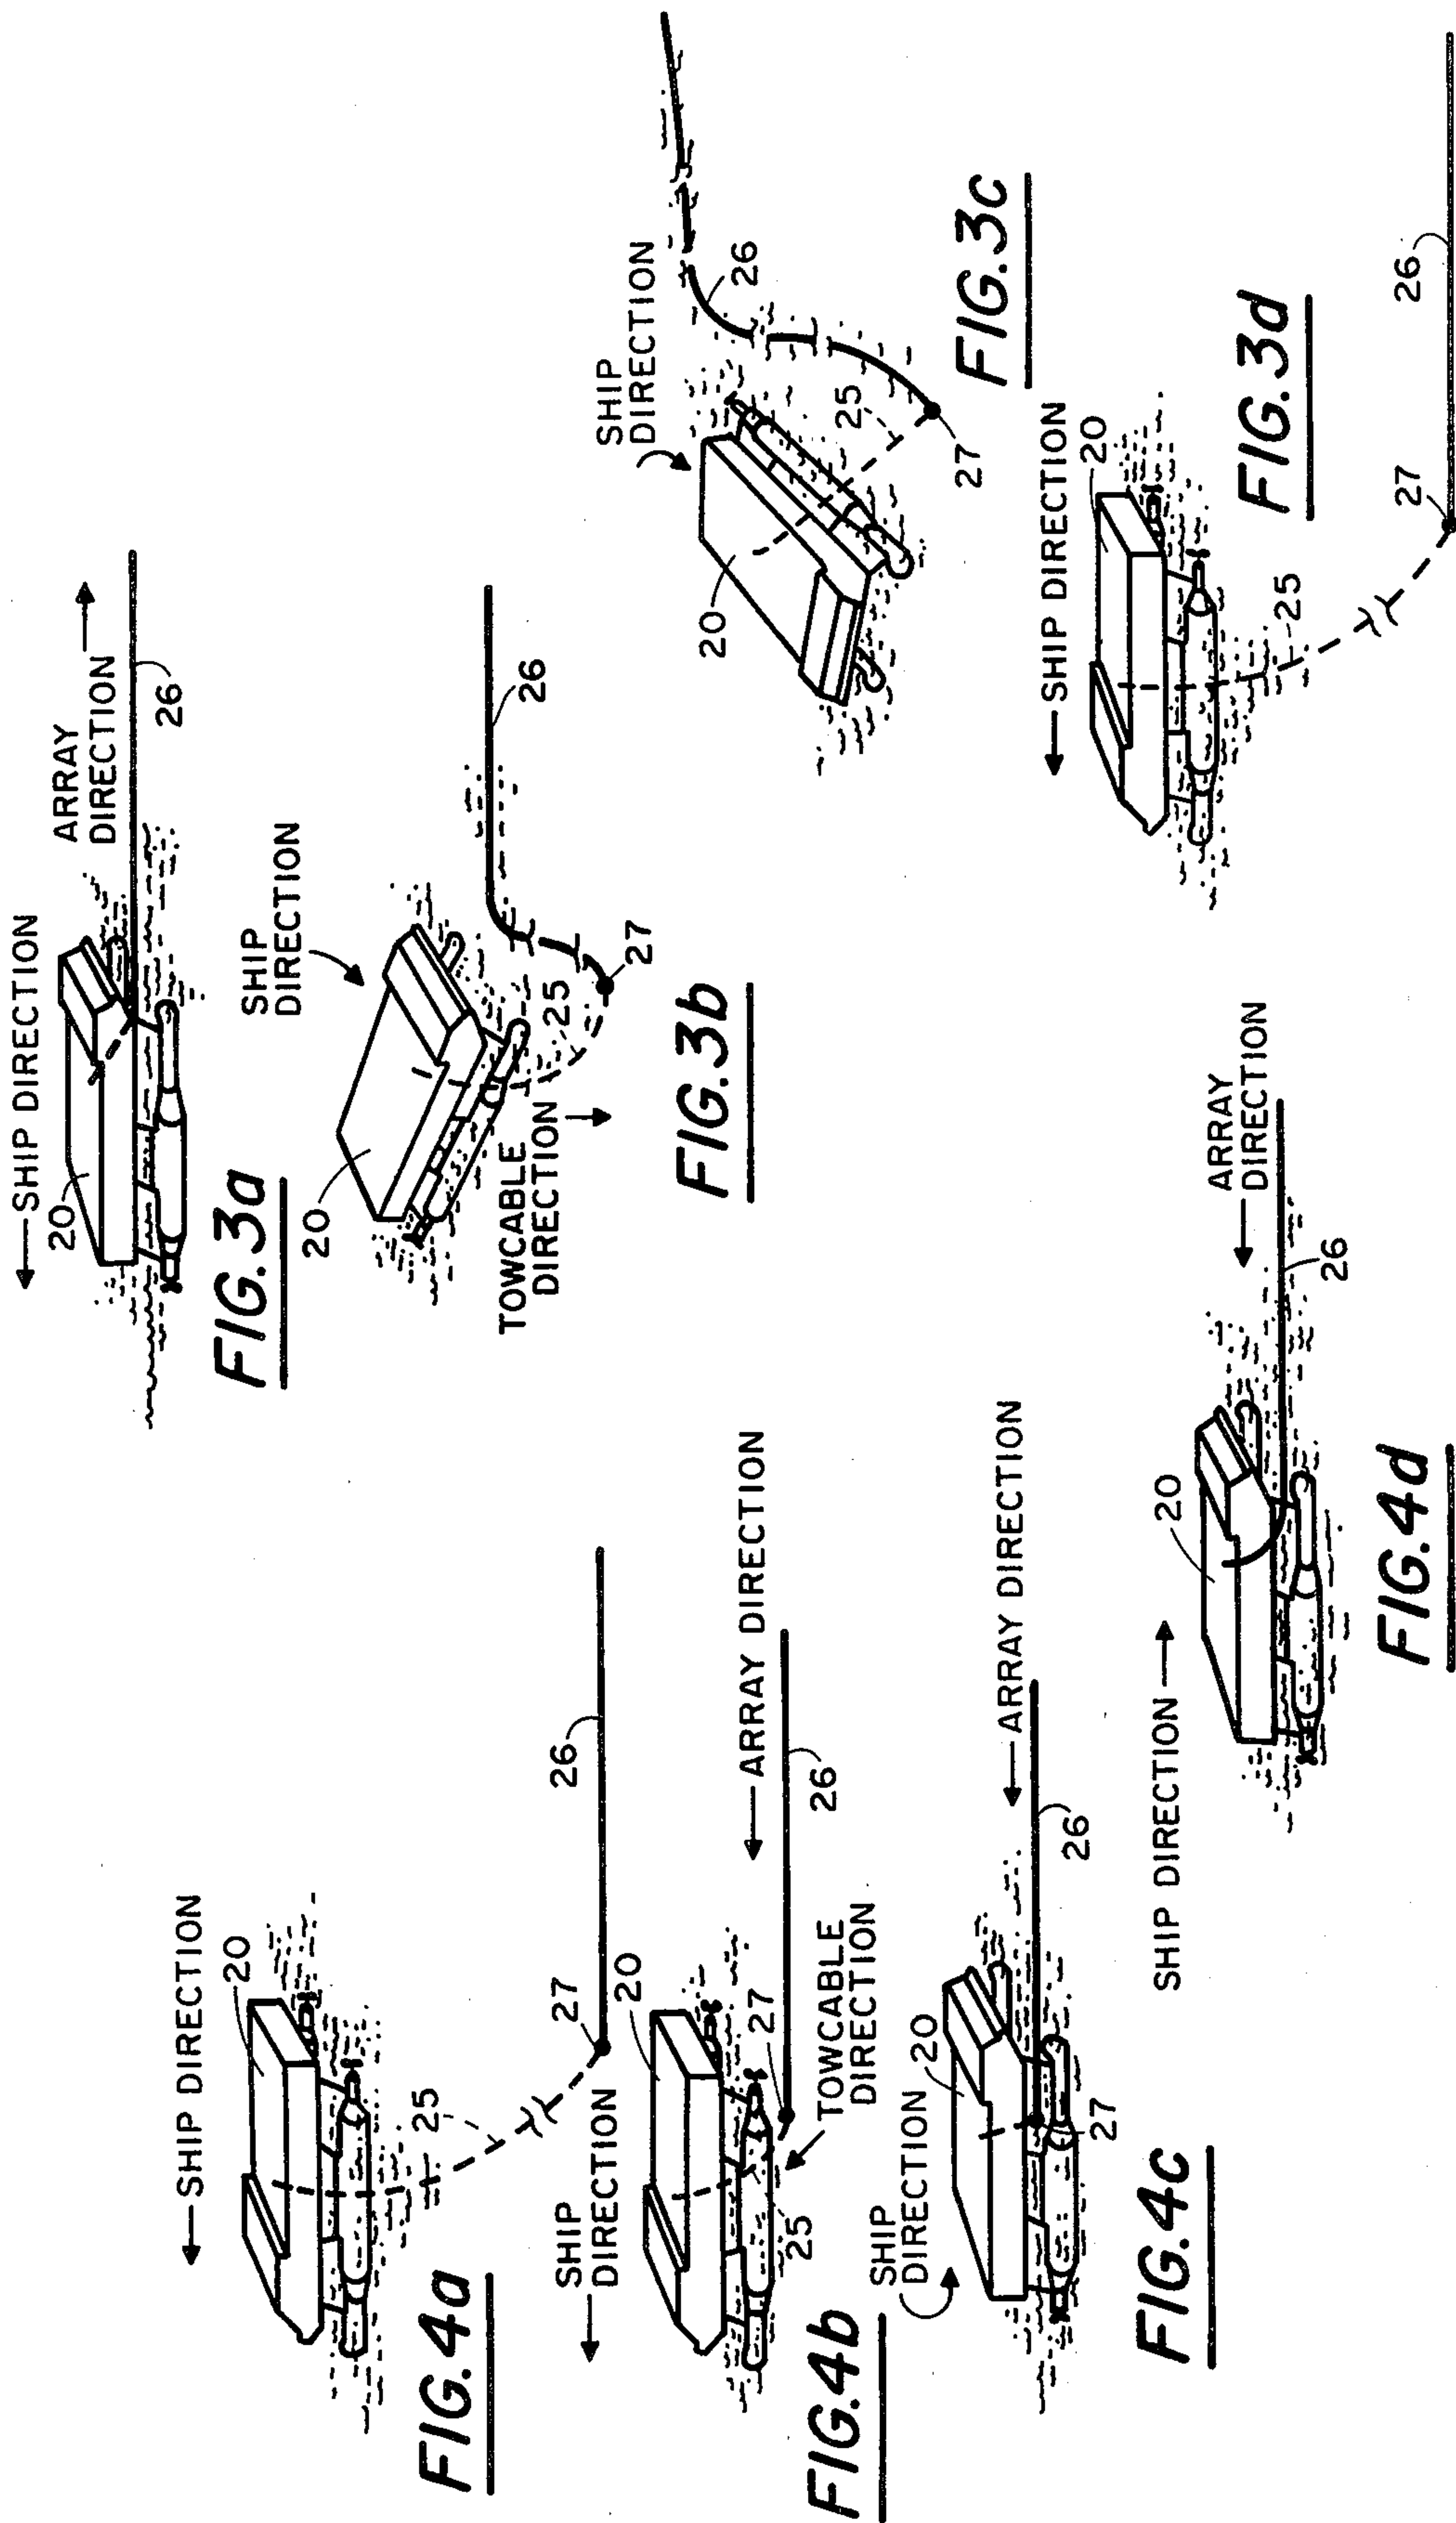 ← SHIP DIRECTION
20
ARRAY
DIRECTION →
26
FIG.3a
SHIP
DIRECTION
20
25
26
27
TOWCABLE
DIRECTION
FIG.3b
SHIP
DIRECTION
20
26
25
27
FIG.3c
← SHIP DIRECTION
20
25
27
26
FIG.3d
← SHIP DIRECTION
20
25
27
26
FIG.4a
SHIP
← DIRECTION
20
← ARRAY DIRECTION
27
26
25
TOWCABLE
DIRECTION
FIG.4b
SHIP
DIRECTION
20
← ARRAY DIRECTION
26
27
FIG.4c
SHIP DIRECTION →
20
ARRAY
← DIRECTION
26
FIG.4d